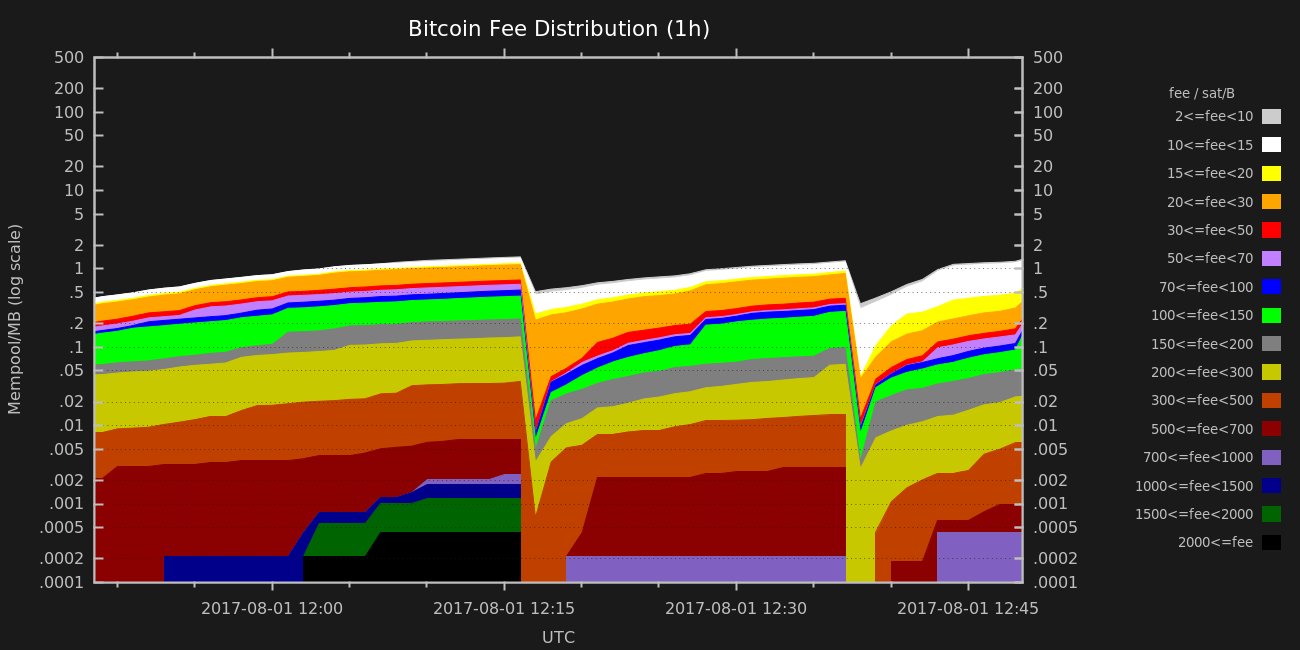 Bitcoin Fee Distribution (1h)
Mempool/MB (log scale)
500
200
100
50
20
10
5
2
1
.5
.2
.1
.05
.02
.01
.005
.002
.001
.0005
.0002
.0001
500
200
100
50
20
10
5
2
1
.5
.2
.1
.05
.02
.01
.005
.002
.001
.0005
.0002
.0001
2017-08-01 12:00
2017-08-01 12:15
2017-08-01 12:30
2017-08-01 12:45
UTC
fee / sat/B
2<=fee<10
10<=fee<15
15<=fee<20
20<=fee<30
30<=fee<50
50<=fee<70
70<=fee<100
100<=fee<150
150<=fee<200
200<=fee<300
300<=fee<500
500<=fee<700
700<=fee<1000
1000<=fee<1500
1500<=fee<2000
2000<=fee